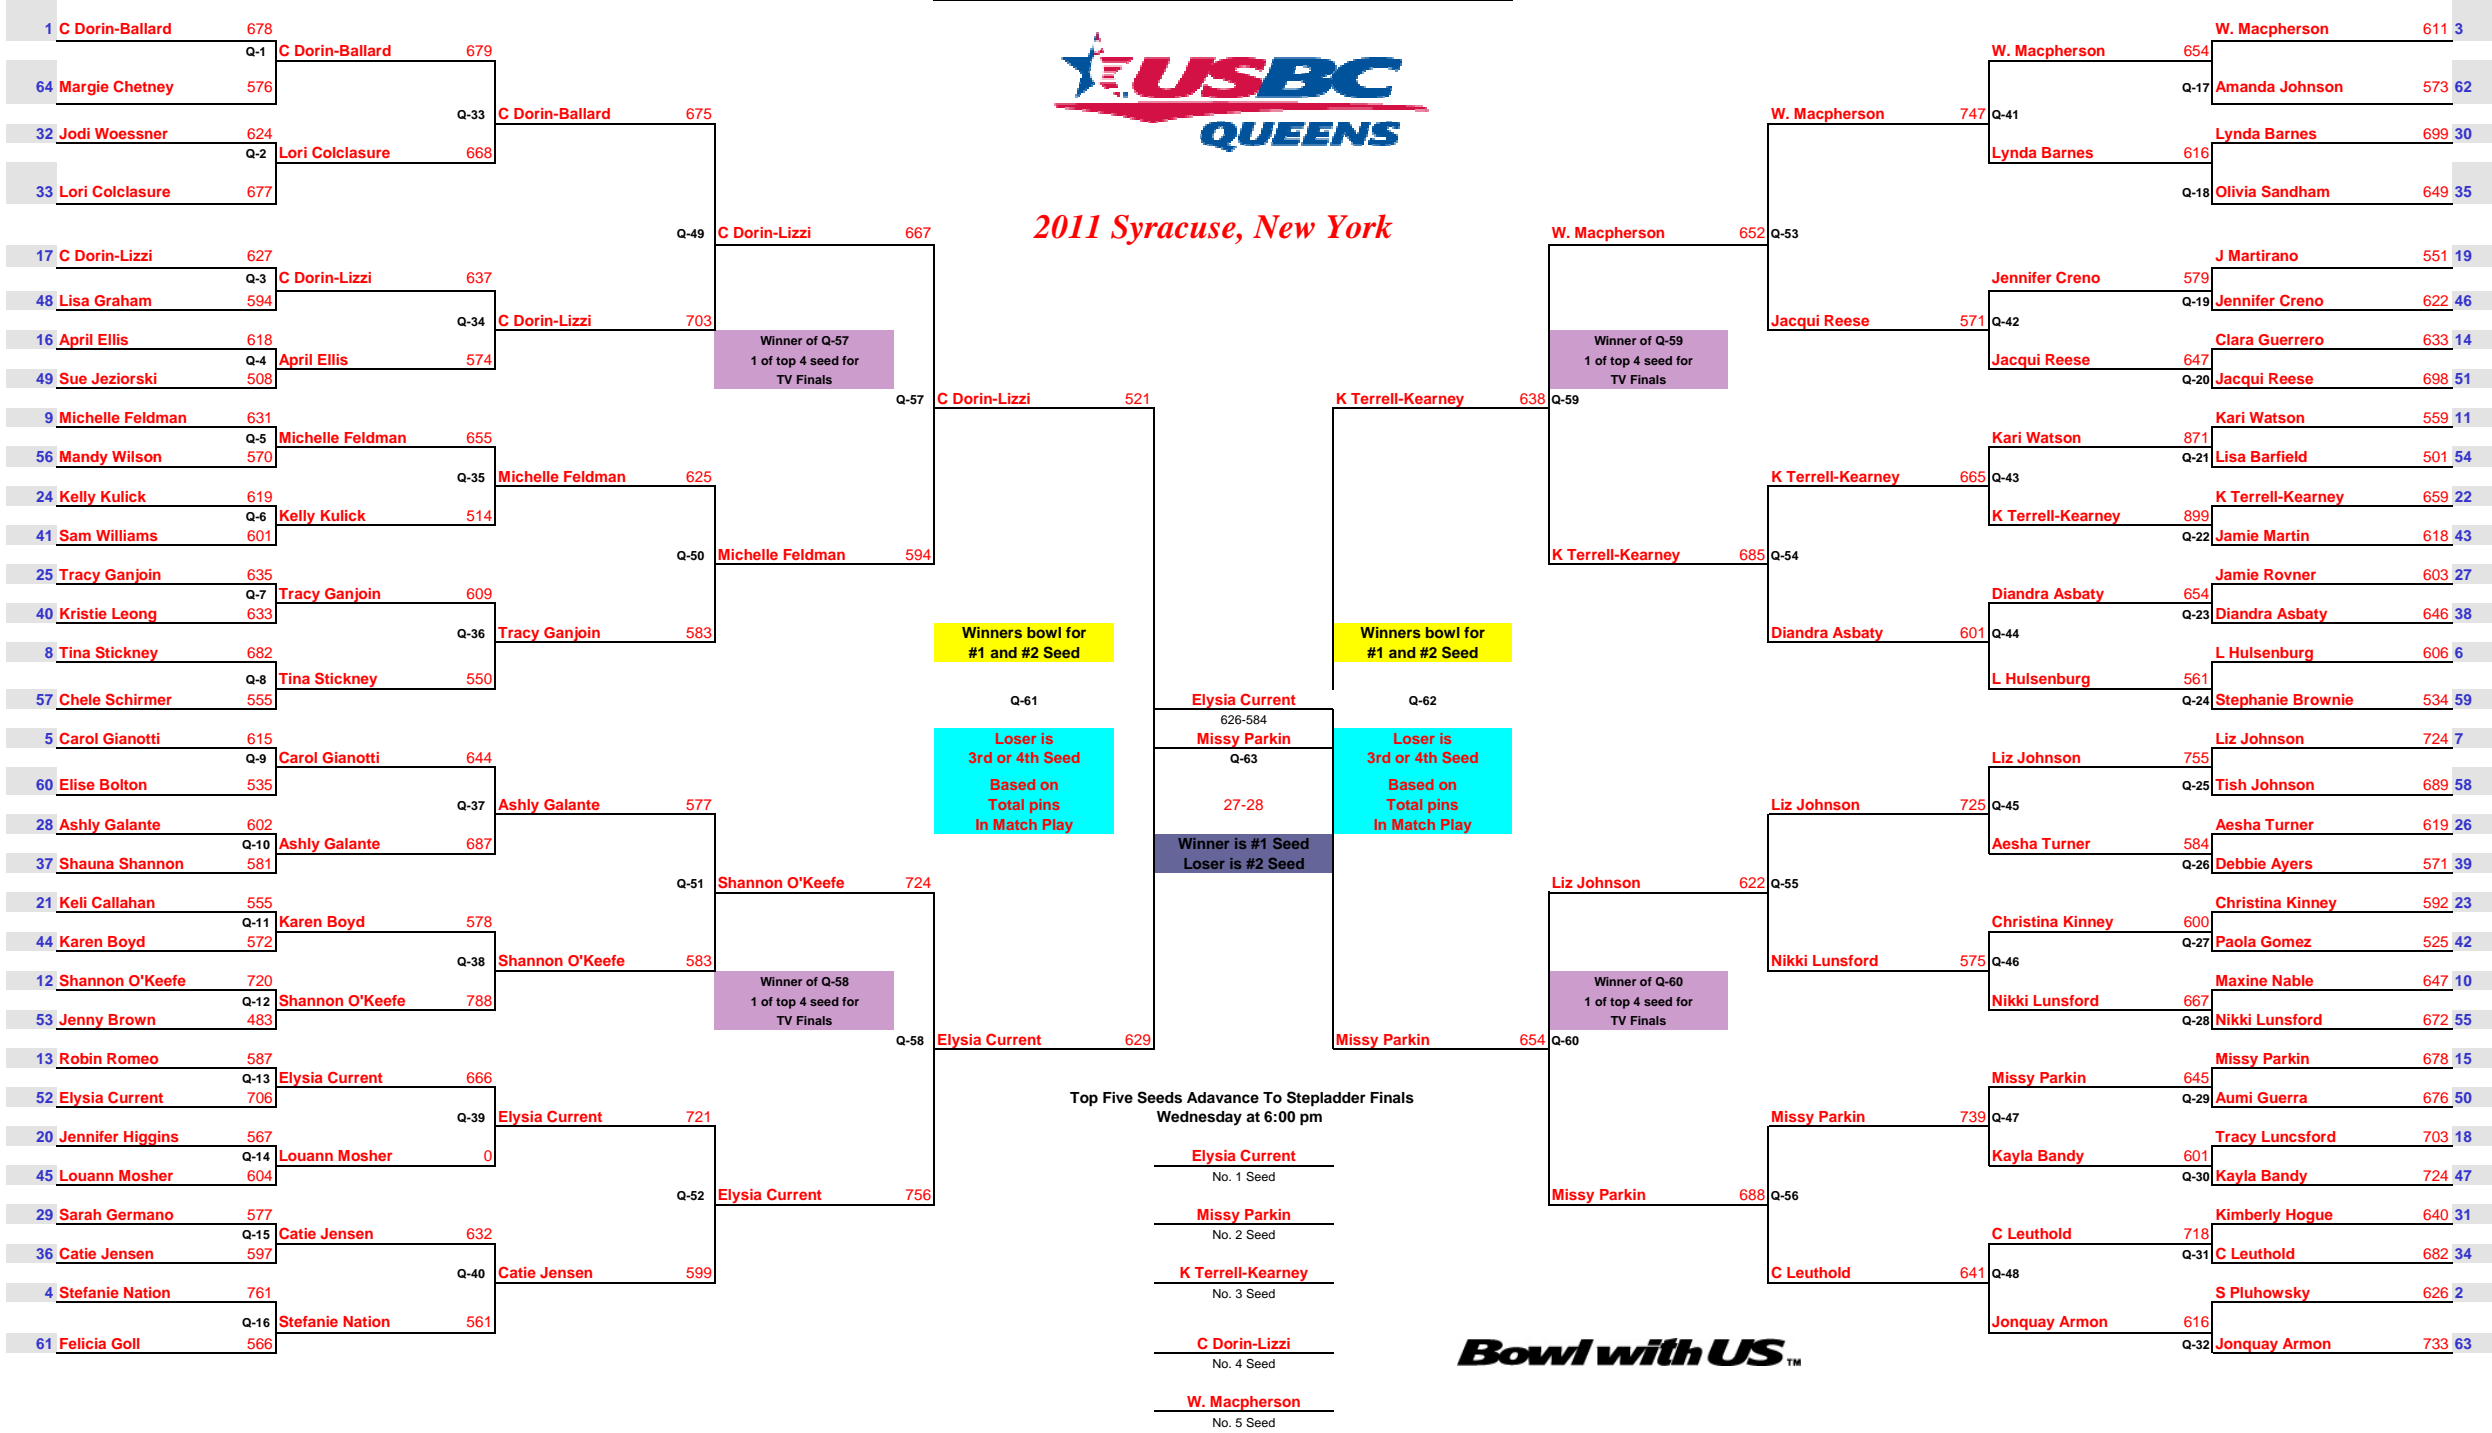 USBC
QUEENS
2011 Syracuse, New York
1 C Dorin-Ballard 678
Q-1
64 Margie Chetney 576
32 Jodi Woessner 624
Q-2
33 Lori Colclasure 677
17 C Dorin-Lizzi 627
Q-3
48 Lisa Graham 594
16 April Ellis 618
Q-4
49 Sue Jeziorski 508
9 Michelle Feldman 631
Q-5
56 Mandy Wilson 570
24 Kelly Kulick 619
Q-6
41 Sam Williams 601
25 Tracy Ganjoin 635
Q-7
40 Kristie Leong 633
8 Tina Stickney 682
Q-8
57 Chele Schirmer 555
5 Carol Gianotti 615
Q-9
60 Elise Bolton 535
28 Ashly Galante 602
Q-10
37 Shauna Shannon 581
21 Keli Callahan 555
Q-11
44 Karen Boyd 572
12 Shannon O'Keefe 720
Q-12
53 Jenny Brown 483
13 Robin Romeo 587
Q-13
52 Elysia Current 706
20 Jennifer Higgins 567
Q-14
45 Louann Mosher 604
29 Sarah Germano 577
Q-15
36 Catie Jensen 597
4 Stefanie Nation 761
Q-16
61 Felicia Goll 566
C Dorin-Ballard 679
Q-33
Lori Colclasure 668
C Dorin-Lizzi 637
Q-34
April Ellis 574
Michelle Feldman 655
Q-35
Kelly Kulick 514
Tracy Ganjoin 609
Q-36
Tina Stickney 550
Carol Gianotti 644
Q-37
Ashly Galante 687
Karen Boyd 578
Q-38
Shannon O'Keefe 788
Elysia Current 666
Q-39
Louann Mosher 0
Catie Jensen 632
Q-40
Stefanie Nation 561
C Dorin-Ballard 675
Q-49
C Dorin-Lizzi 703
Michelle Feldman 625
Q-50
Tracy Ganjoin 583
Ashly Galante 577
Q-51
Shannon O'Keefe 583
Elysia Current 721
Q-52
Catie Jensen 599
C Dorin-Lizzi 667
Winner of Q-57
1 of top 4 seed for
TV Finals
Q-57
Michelle Feldman 594
Shannon O'Keefe 724
Winner of Q-58
1 of top 4 seed for
TV Finals
Q-58
Elysia Current 756
C Dorin-Lizzi 521
Winners bowl for
#1 and #2 Seed
Q-61
Loser is
3rd or 4th Seed
Based on
Total pins
In Match Play
Elysia Current 629
Elysia Current
626-584
Missy Parkin
Q-63
27-28
Winner is #1 Seed
Loser is #2 Seed
K Terrell-Kearney 638
Winners bowl for
#1 and #2 Seed
Q-62
Loser is
3rd or 4th Seed
Based on
Total pins
In Match Play
Missy Parkin 654
W. Macpherson 652
Winner of Q-59
1 of top 4 seed for
TV Finals
Q-59
K Terrell-Kearney 685
Liz Johnson 622
Winner of Q-60
1 of top 4 seed for
TV Finals
Q-60
Missy Parkin 688
W. Macpherson 747
Q-53
Jacqui Reese 571
K Terrell-Kearney 665
Q-54
Diandra Asbaty 601
Liz Johnson 725
Q-55
Nikki Lunsford 575
Missy Parkin 739
Q-56
C Leuthold 641
W. Macpherson 654
Q-41
Lynda Barnes 616
Jennifer Creno 579
Q-42
Jacqui Reese 647
Kari Watson 871
Q-43
K Terrell-Kearney 899
Diandra Asbaty 654
Q-44
L Hulsenburg 561
Liz Johnson 755
Q-45
Aesha Turner 584
Christina Kinney 600
Q-46
Nikki Lunsford 667
Missy Parkin 645
Q-47
Kayla Bandy 601
C Leuthold 718
Q-48
Jonquay Armon 616
W. Macpherson 611 3
Q-17 Amanda Johnson 573 62
Lynda Barnes 699 30
Q-18 Olivia Sandham 649 35
J Martirano 551 19
Q-19 Jennifer Creno 622 46
Clara Guerrero 633 14
Q-20 Jacqui Reese 698 51
Kari Watson 559 11
Q-21 Lisa Barfield 501 54
K Terrell-Kearney 659 22
Q-22 Jamie Martin 618 43
Jamie Rovner 603 27
Q-23 Diandra Asbaty 646 38
L Hulsenburg 606 6
Q-24 Stephanie Brownie 534 59
Liz Johnson 724 7
Q-25 Tish Johnson 689 58
Aesha Turner 619 26
Q-26 Debbie Ayers 571 39
Christina Kinney 592 23
Q-27 Paola Gomez 525 42
Maxine Nable 647 10
Q-28 Nikki Lunsford 672 55
Missy Parkin 678 15
Q-29 Aumi Guerra 676 50
Tracy Luncsford 703 18
Q-30 Kayla Bandy 724 47
Kimberly Hogue 640 31
Q-31 C Leuthold 682 34
S Pluhowsky 626 2
Q-32 Jonquay Armon 733 63
Top Five Seeds Adavance To Stepladder Finals
Wednesday at 6:00 pm
Elysia Current
No. 1 Seed
Missy Parkin
No. 2 Seed
K Terrell-Kearney
No. 3 Seed
C Dorin-Lizzi
No. 4 Seed
W. Macpherson
No. 5 Seed
Bowl with US™